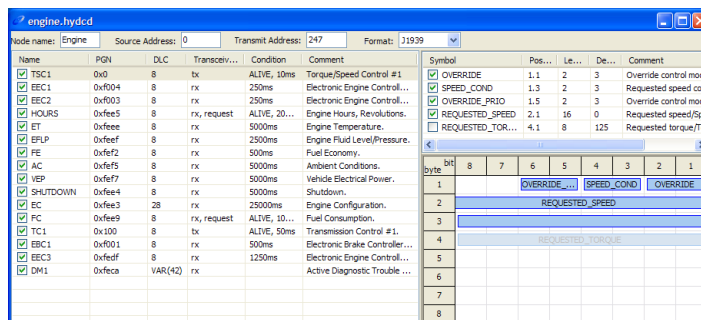 engine.hydcd
Node name: Engine Source Address: 0 Transmit Address: 247 Format: J1939
Name PGN DLC Transceiv... Condition Comment
TSC1 0x0 8 tx ALIVE, 10ms Torque/Speed Control #1
EEC1 0xf004 8 rx 250ms Electronic Engine Controll...
EEC2 0xf003 8 rx 250ms Electronic Engine Controll...
HOURS 0xfee5 8 rx, request ALIVE, 20... Engine Hours, Revolutions.
ET 0xfeee 8 rx 5000ms Engine Temperature.
EFLP 0xfeef 8 rx 250ms Engine Fluid Level/Pressure.
FE 0xfef2 8 rx 500ms Fuel Economy.
AC 0xfef5 8 rx 5000ms Ambient Conditions.
VEP 0xfef7 8 rx 5000ms Vehicle Electrical Power.
SHUTDOWN 0xfee4 8 rx 5000ms Shutdown.
EC 0xfee3 28 rx 25000ms Engine Configuration.
FC 0xfee9 8 rx, request ALIVE, 10... Fuel Consumption.
TC1 0x100 8 tx ALIVE, 50ms Transmission Control #1.
EBC1 0xf001 8 rx 500ms Electronic Brake Controller...
EEC3 0xfedf 8 rx 1250ms Electronic Engine Controll...
DM1 0xfeca VAR(42) rx Active Diagnostic Trouble ...
Symbol Pos... Le... De... Comment
OVERRIDE 1.1 2 3 Override control mo
SPEED_COND 1.3 2 3 Requested speed co
OVERRIDE_PRIO 1.5 2 3 Override control mo
REQUESTED_SPEED 2.1 16 0 Requested speed/Sp
REQUESTED_TOR... 4.1 8 125 Requested torque/T
byte bit 8 7 6 5 4 3 2 1
1 OVERRIDE_... SPEED_COND OVERRIDE
2 REQUESTED_SPEED
3
4 REQUESTED_TORQUE
5
6
7
8